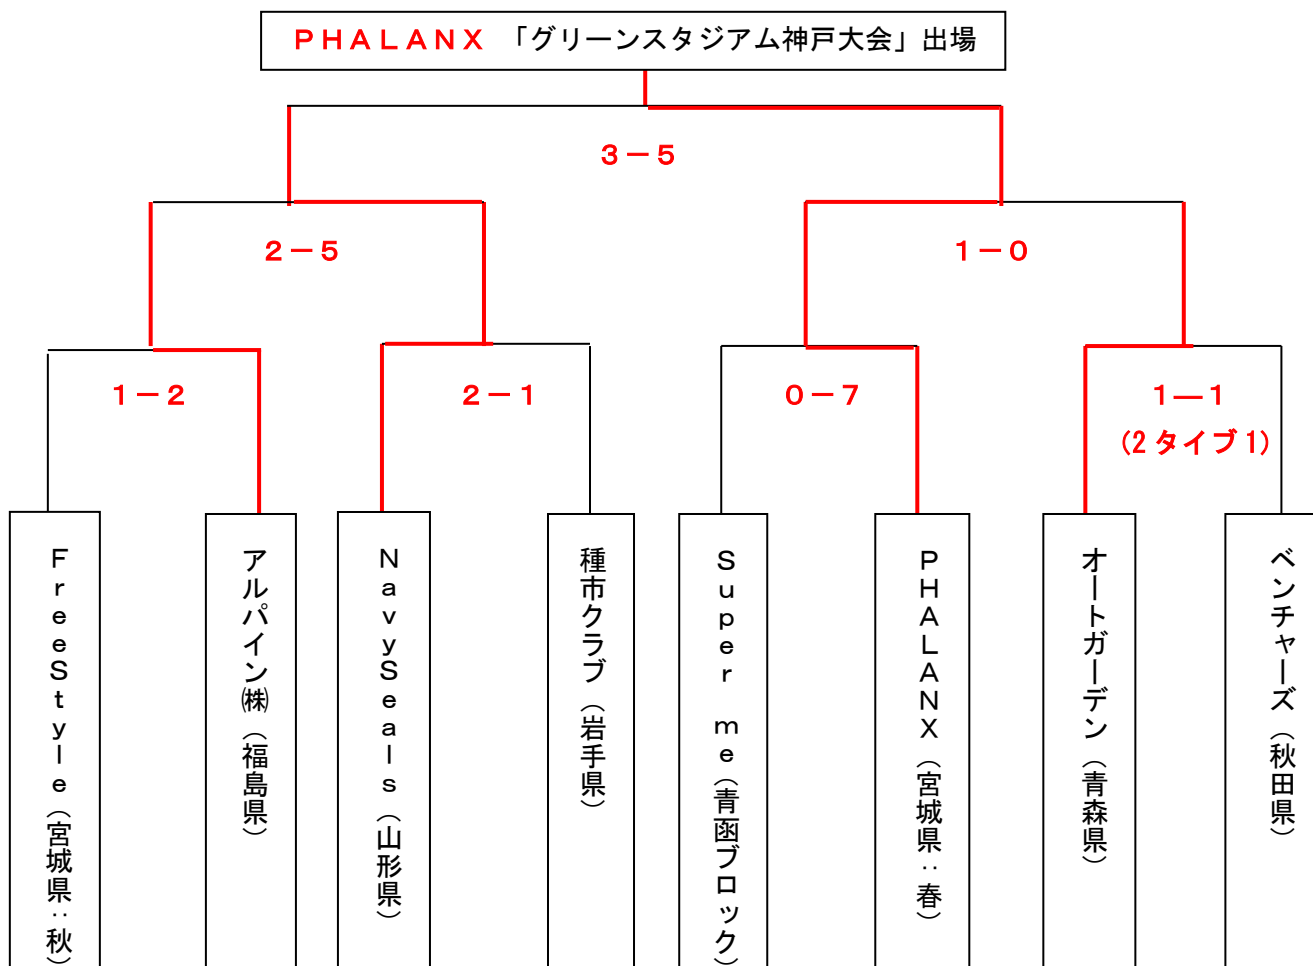 ＰＨＡＬＡＮＸ 「グリーンスタジアム神戸大会」出場
３－５
２－５
１－０
１－２
２－１
０－７
１―１
(2 タイブ 1)
ＦｒｅｅＳｔｙｌｅ（宮城県：秋）
アルパイン㈱（福島県）
ＮａｖｙＳｅａｌｓ（山形県）
種市クラブ（岩手県）
Ｓｕｐｅｒ ｍｅ（青函ブロック）
ＰＨＡＬＡＮＸ（宮城県：春）
オートガーデン（青森県）
ベンチャーズ（秋田県）